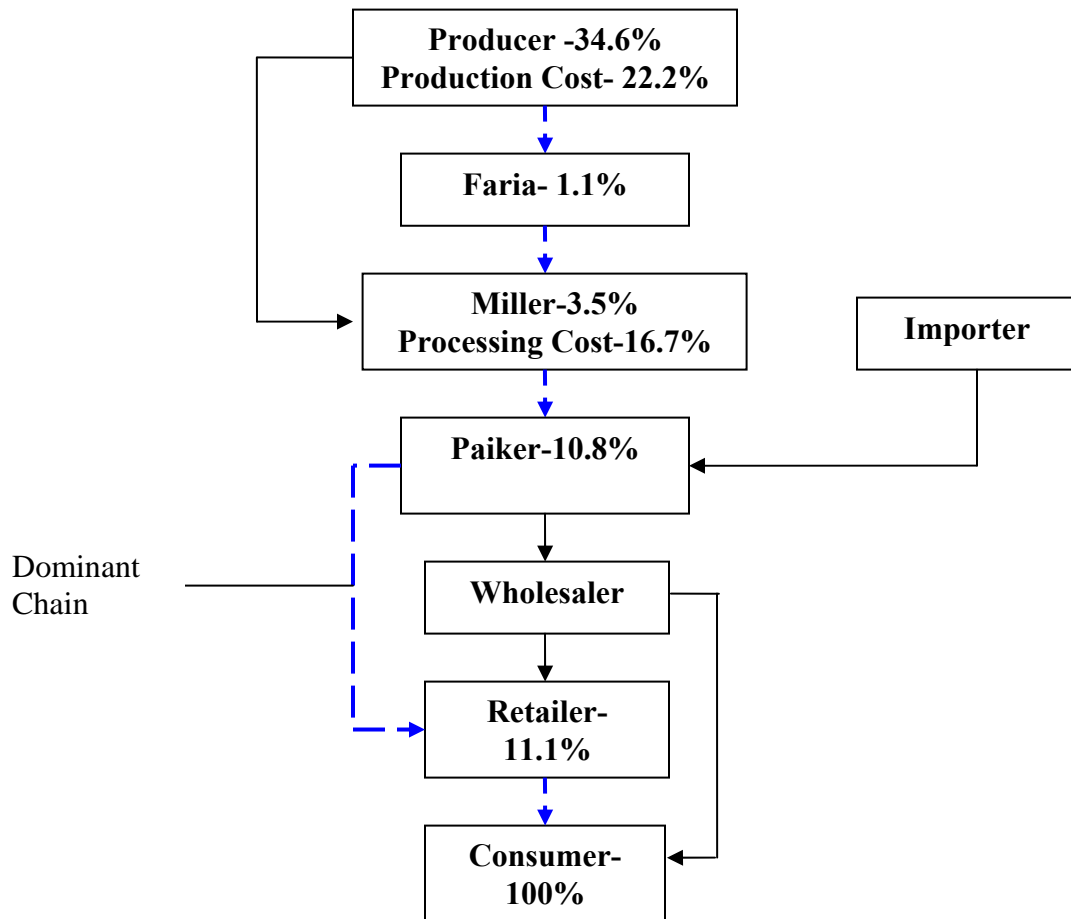 Producer -34.6%
Production Cost- 22.2%
Faria- 1.1%
Miller-3.5%
Processing Cost-16.7%
Importer
Paiker-10.8%
Dominant
Chain
Wholesaler
Retailer-
11.1%
Consumer-
100%